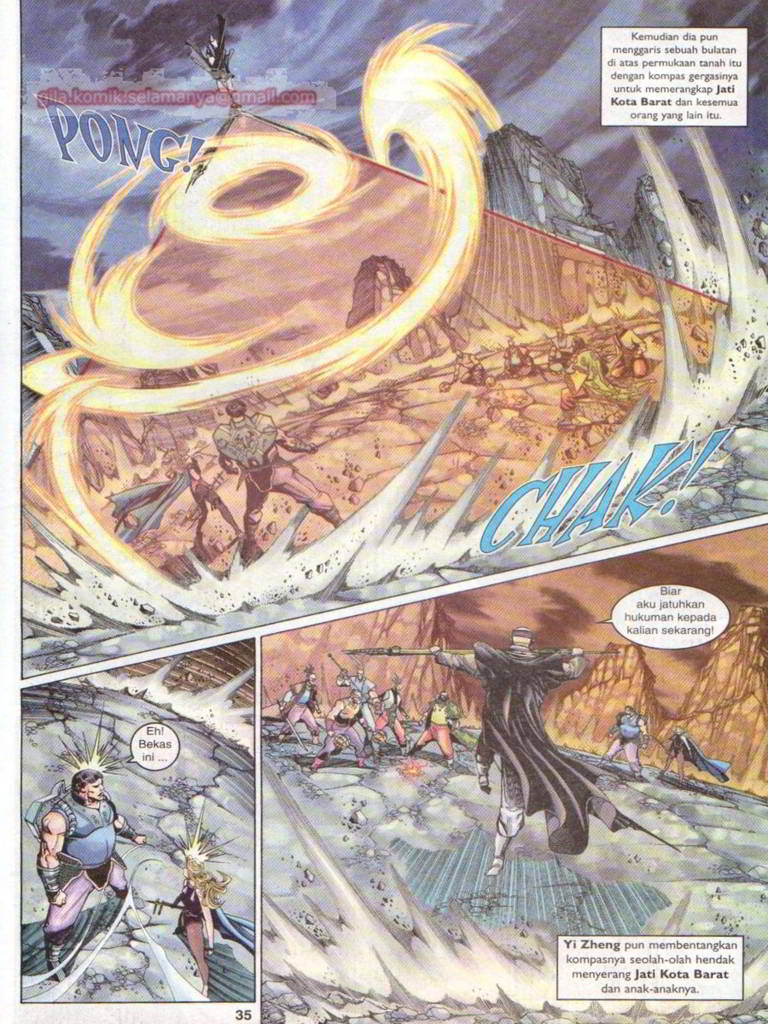 Kemudian dia pun
menggaris sebuah bulatan
di atas permukaan tanah itu
dengan kompas gergasinya
untuk memerangkap Jati
Kota Barat dan kesemua
orang yang lain itu.
gila.komik.selamanya@gmail.com
PONG!
CHAK!
Biar
aku jatuhkan
hukuman kepada
kalian sekarang!
Eh!
Bekas
ini ...
Yi Zheng pun membentangkan
kompasnya seolah-olah hendak
menyerang Jati Kota Barat
dan anak-anaknya.
35